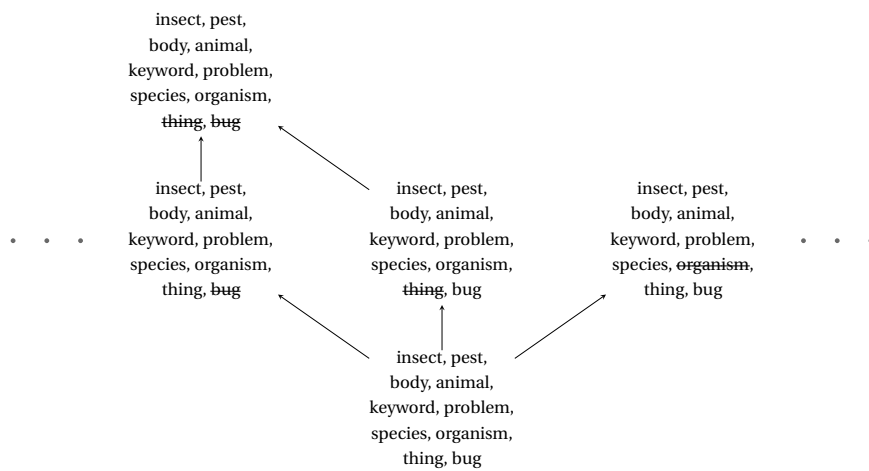 insect, pest,
body, animal,
keyword, problem,
species, organism,
thing, bug
insect, pest,
body, animal,
keyword, problem,
species, organism,
thing, bug
insect, pest,
body, animal,
keyword, problem,
species, organism,
thing, bug
insect, pest,
body, animal,
keyword, problem,
species, organism,
thing, bug
insect, pest,
body, animal,
keyword, problem,
species, organism,
thing, bug